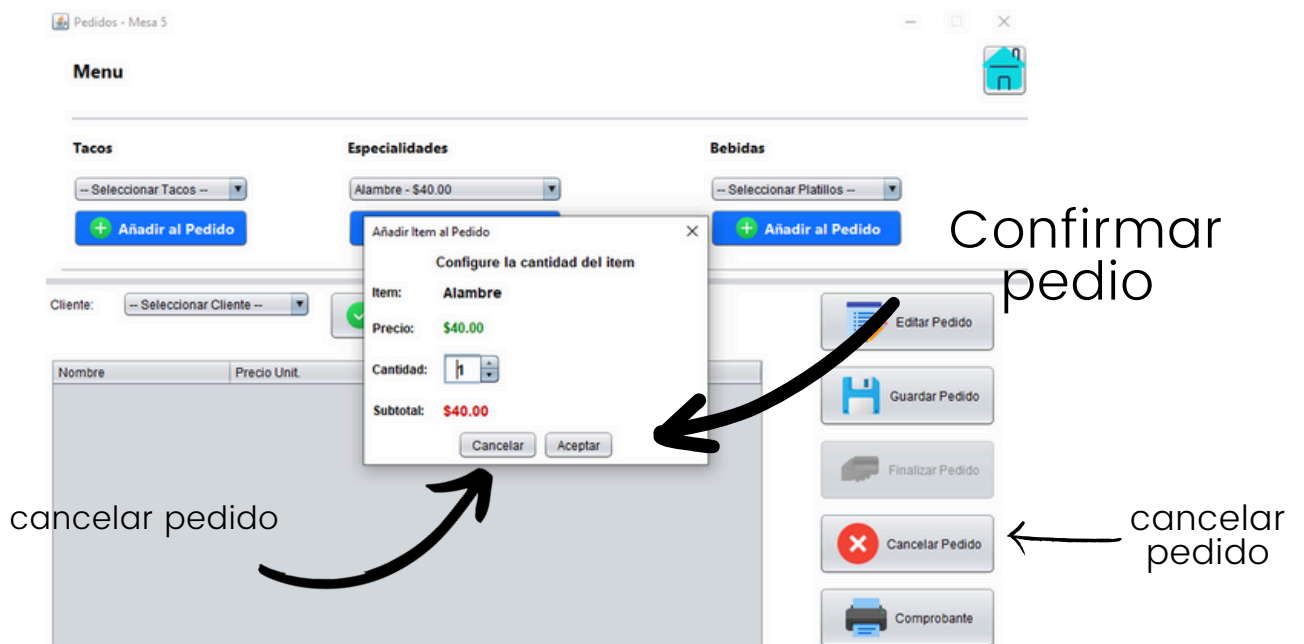 Pedidos - Mesa 5
Menu
Tacos
Especialidades
Bebidas
-- Seleccionar Tacos --
Alambre - $40.00
-- Seleccionar Platillos --
Añadir al Pedido
Añadir al Pedido
Confirmar
pedio
Añadir Item al Pedido
Configure la cantidad del item
Item: Alambre
Precio: $40.00
Cantidad: 1
Subtotal: $40.00
Cancelar
Aceptar
Cliente:
-- Seleccionar Cliente --
Nombre
Precio Unit.
Editar Pedido
Guardar Pedido
Finalizar Pedido
Cancelar Pedido
Comprobante
cancelar pedido
cancelar
pedido